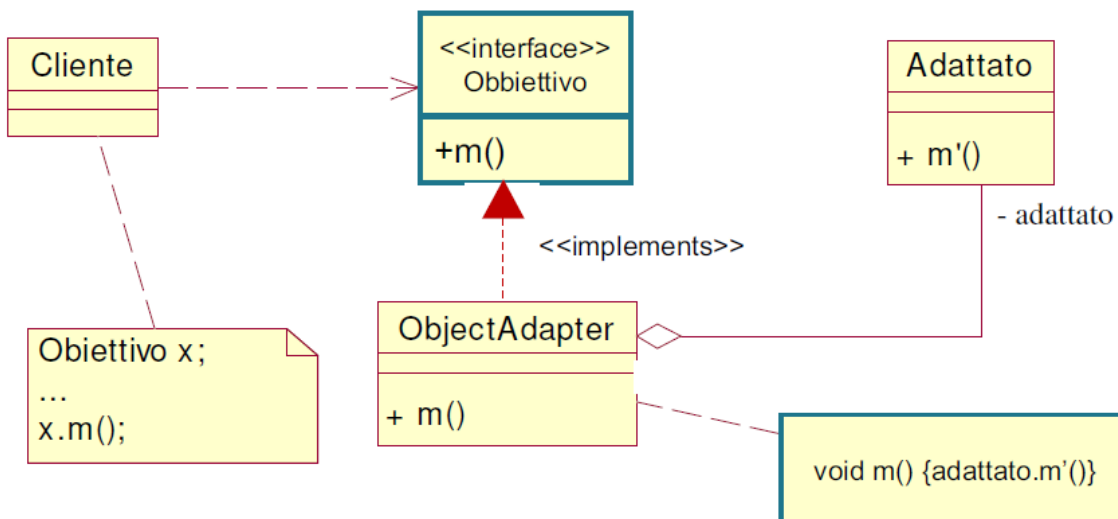 Cliente
<<interface>>
Obbiettivo
+m()
Adattato
+ m'()
- adattato
<<implements>>
ObjectAdapter
+ m()
Obiettivo x;
...
x.m();
void m() {adattato.m’()}